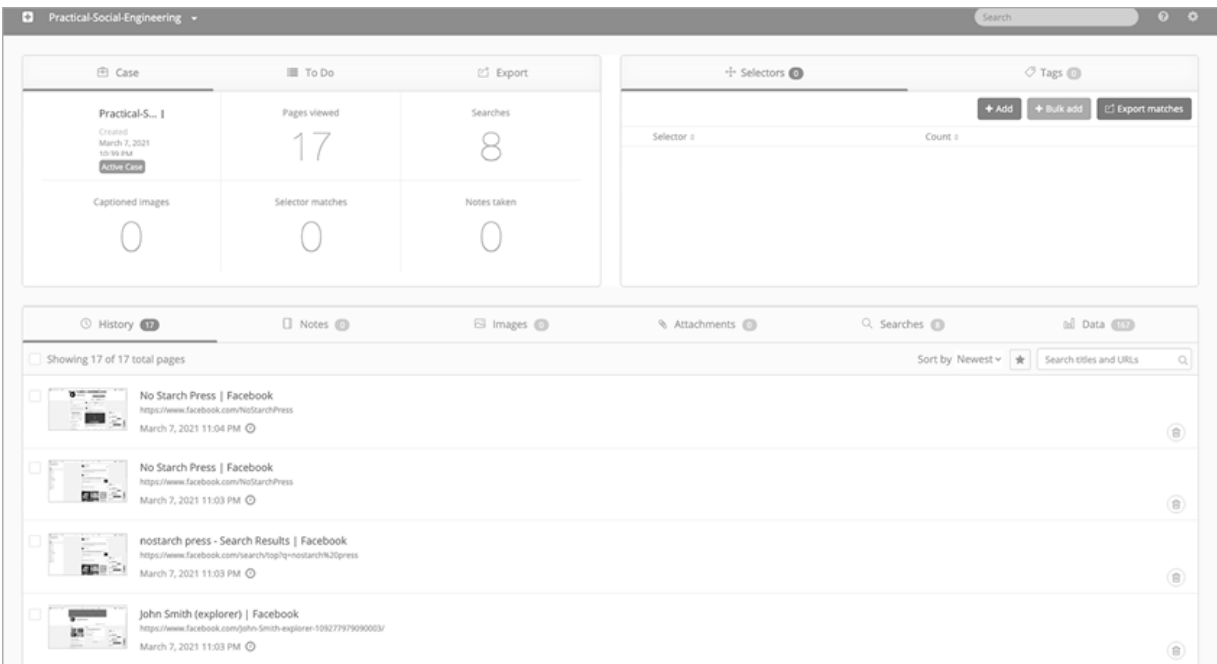 Practical-Social-Engineering
Search
Case
To Do
Export
Practical-S...
Created
March 7, 2021
10:39 PM
Active Case
Pages viewed
17
Searches
8
Captioned images
0
Selector matches
0
Notes taken
0
Selectors 0
Tags 0
+ Add
+ Bulk add
Export matches
Selector
Count
History 17
Notes 0
Images 0
Attachments 0
Searches 8
Data 167
Showing 17 of 17 total pages
Sort by Newest
Search titles and URLs
No Starch Press | Facebook
https://www.facebook.com/NoStarchPress
March 7, 2021 11:04 PM
No Starch Press | Facebook
https://www.facebook.com/NoStarchPress
March 7, 2021 11:03 PM
nostarch press - Search Results | Facebook
https://www.facebook.com/search/top?q=nostarch%20press
March 7, 2021 11:03 PM
John Smith (explorer) | Facebook
https://www.facebook.com/John-Smith-explorer-109277979090003/
March 7, 2021 11:03 PM